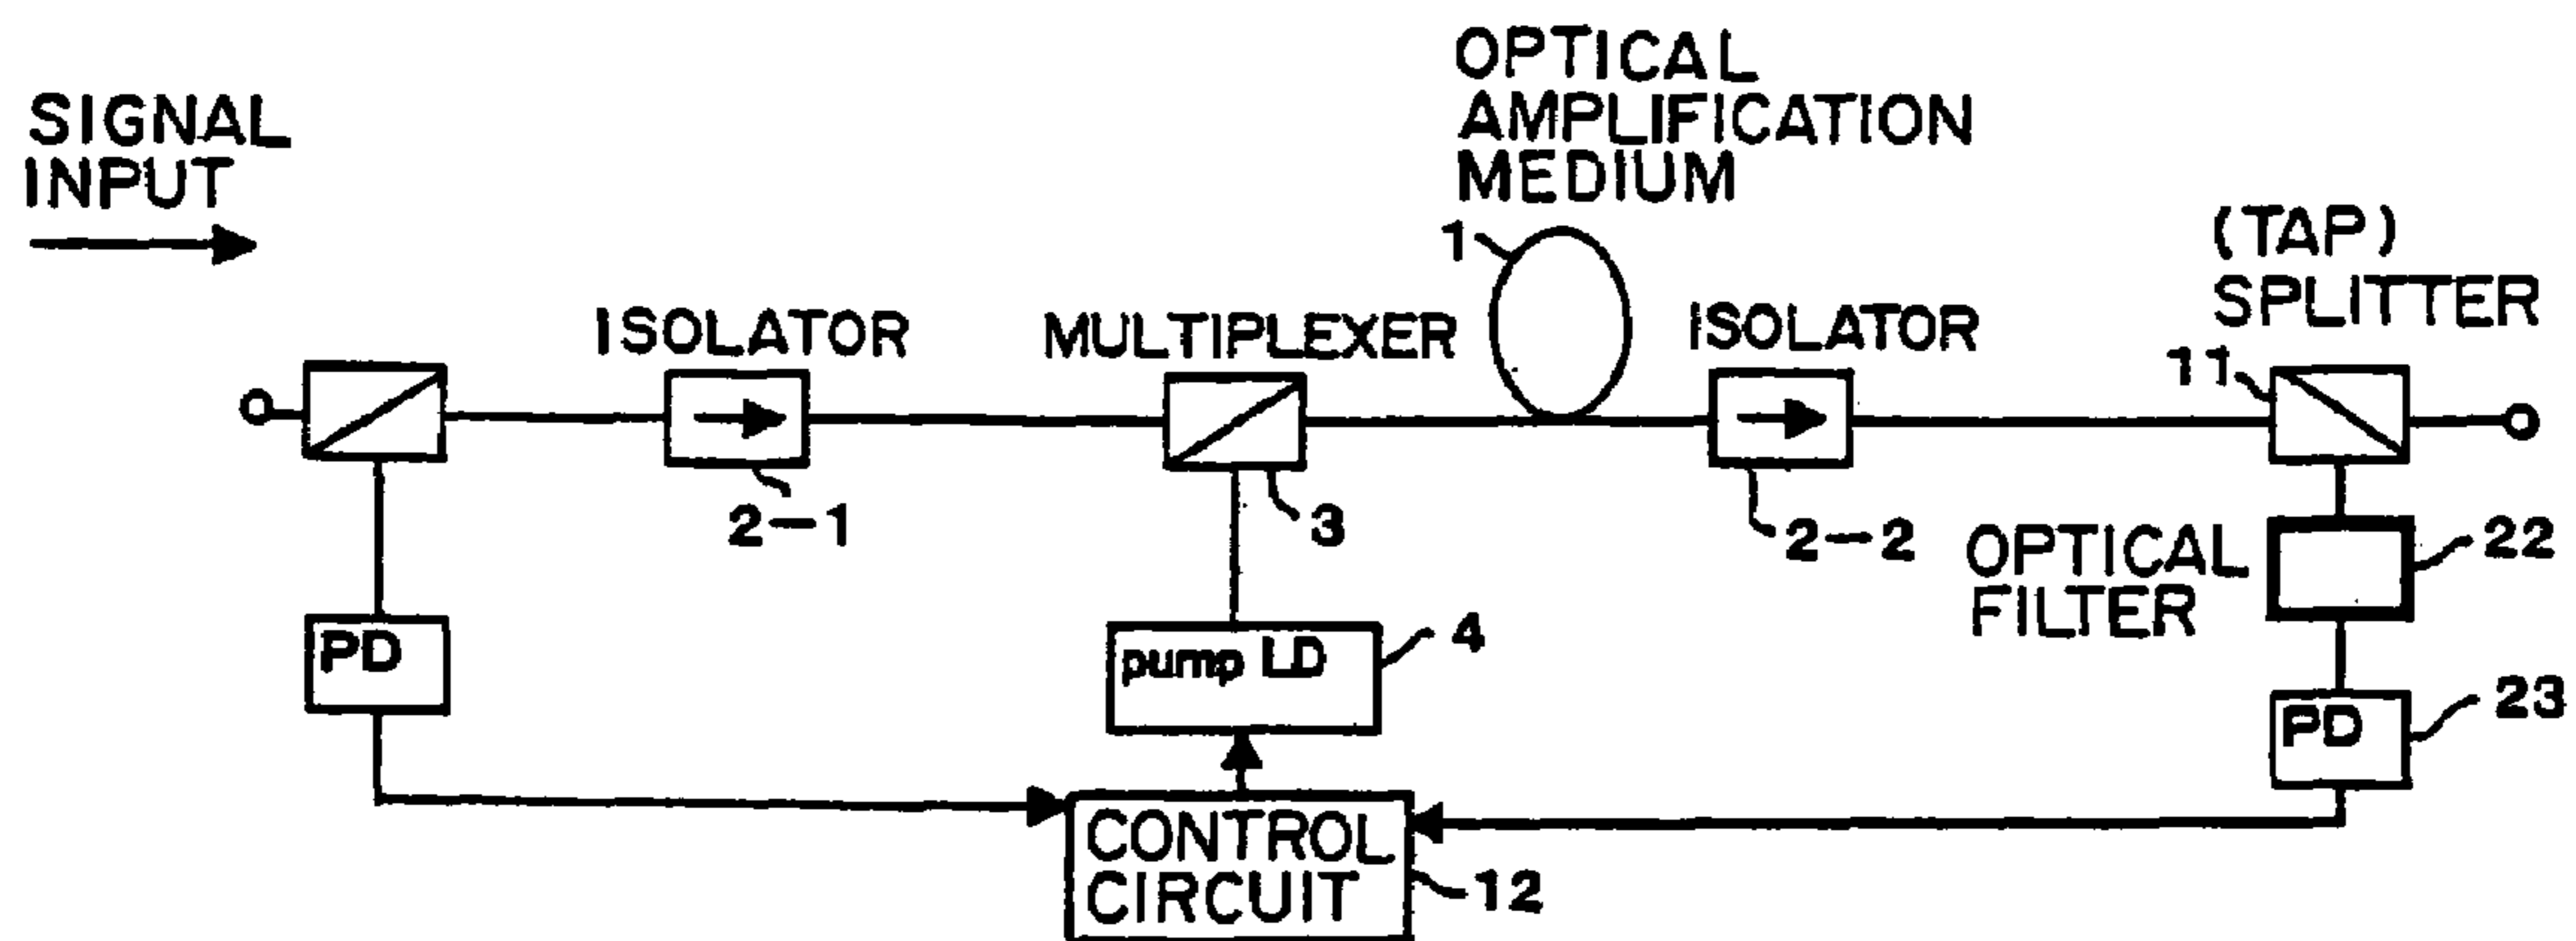 SIGNAL
INPUT
OPTICAL
AMPLIFICATION
MEDIUM
1
(TAP)
SPLITTER
11
ISOLATOR
2-1
MULTIPLEXER
3
ISOLATOR
2-2
OPTICAL
FILTER
22
PD
pump LD
4
PD
23
CONTROL
CIRCUIT
12